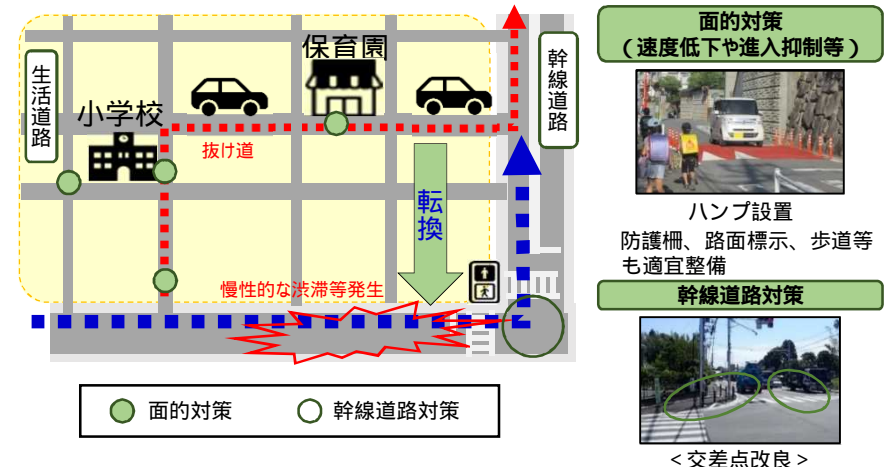 生活道路
小学校
保育園
幹線道路
抜け道
転換
慢性的な渋滞等発生
面的対策
幹線道路対策
面的対策
（速度低下や進入抑制等）
ハンプ設置
防護柵、路面標示、歩道等
も適宜整備
幹線道路対策
＜交差点改良＞